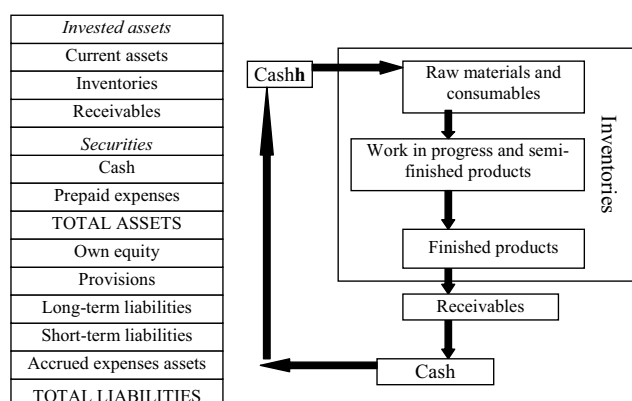 Invested assets
Current assets
Inventories
Receivables
Securities
Cash
Prepaid expenses
TOTAL ASSETS
Own equity
Provisions
Long-term liabilities
Short-term liabilities
Accrued expenses assets
TOTAL LIABILITIES
Cashh
Raw materials and
consumables
Work in progress and semi-
finished products
Finished products
Inventories
Receivables
Cash